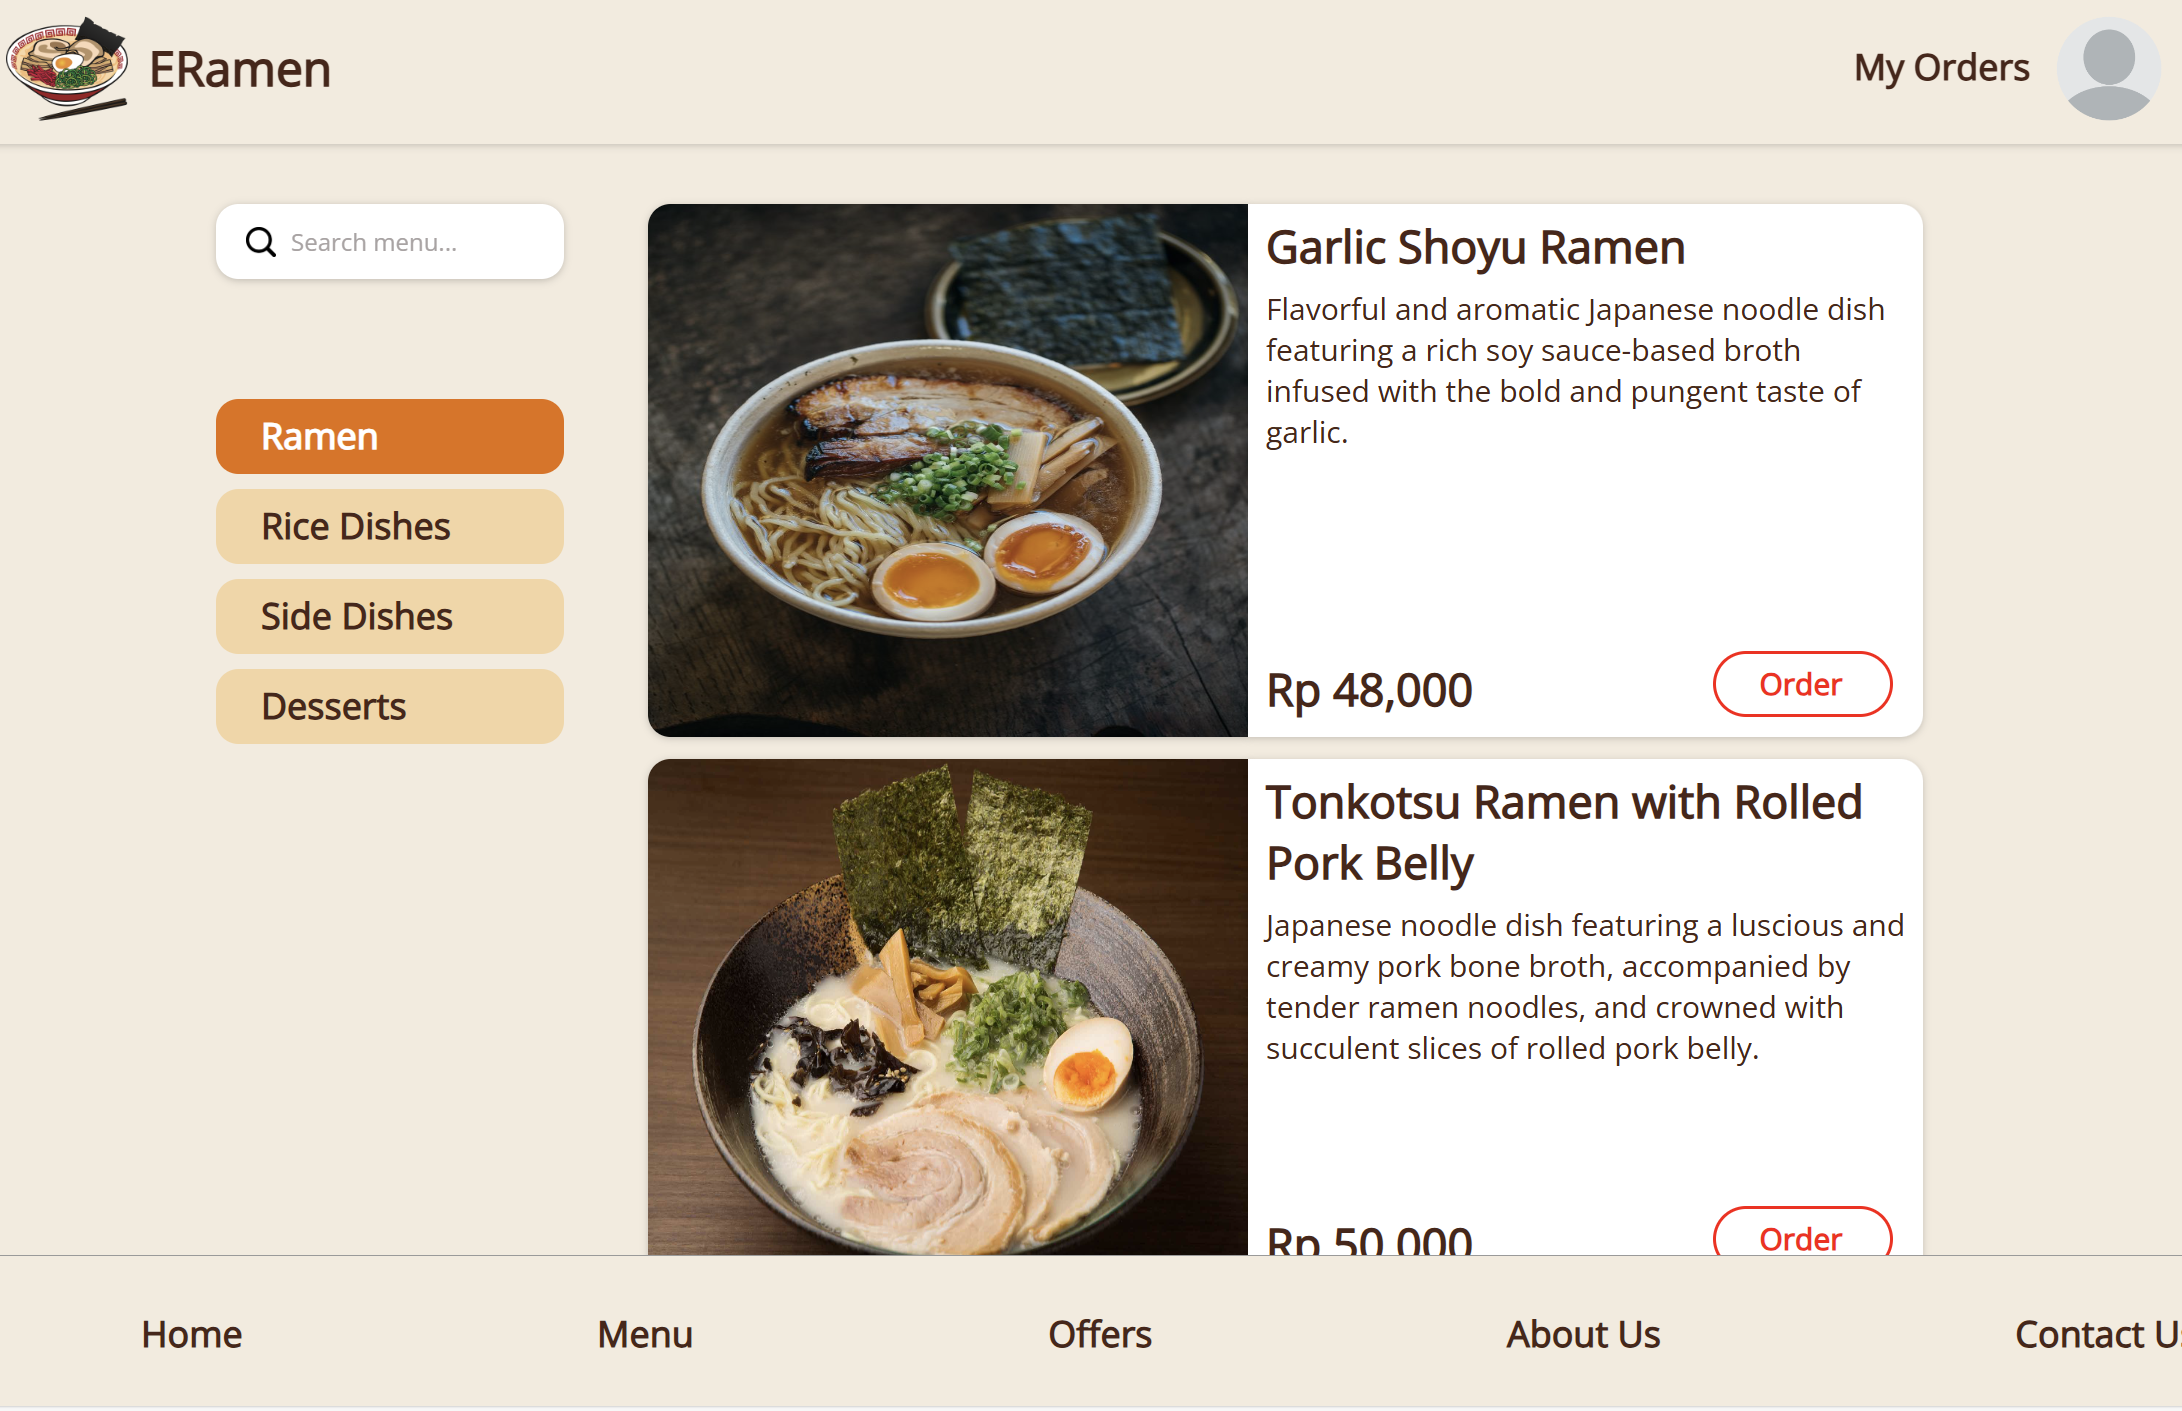 ERamen
My Orders
Search menu...
Ramen
Rice Dishes
Side Dishes
Desserts
Garlic Shoyu Ramen
Flavorful and aromatic Japanese noodle dish
featuring a rich soy sauce-based broth
infused with the bold and pungent taste of
garlic.
Rp 48,000
Order
Tonkotsu Ramen with Rolled
Pork Belly
Japanese noodle dish featuring a luscious and
creamy pork bone broth, accompanied by
tender ramen noodles, and crowned with
succulent slices of rolled pork belly.
Rp 50,000
Order
Home
Menu
Offers
About Us
Contact Us